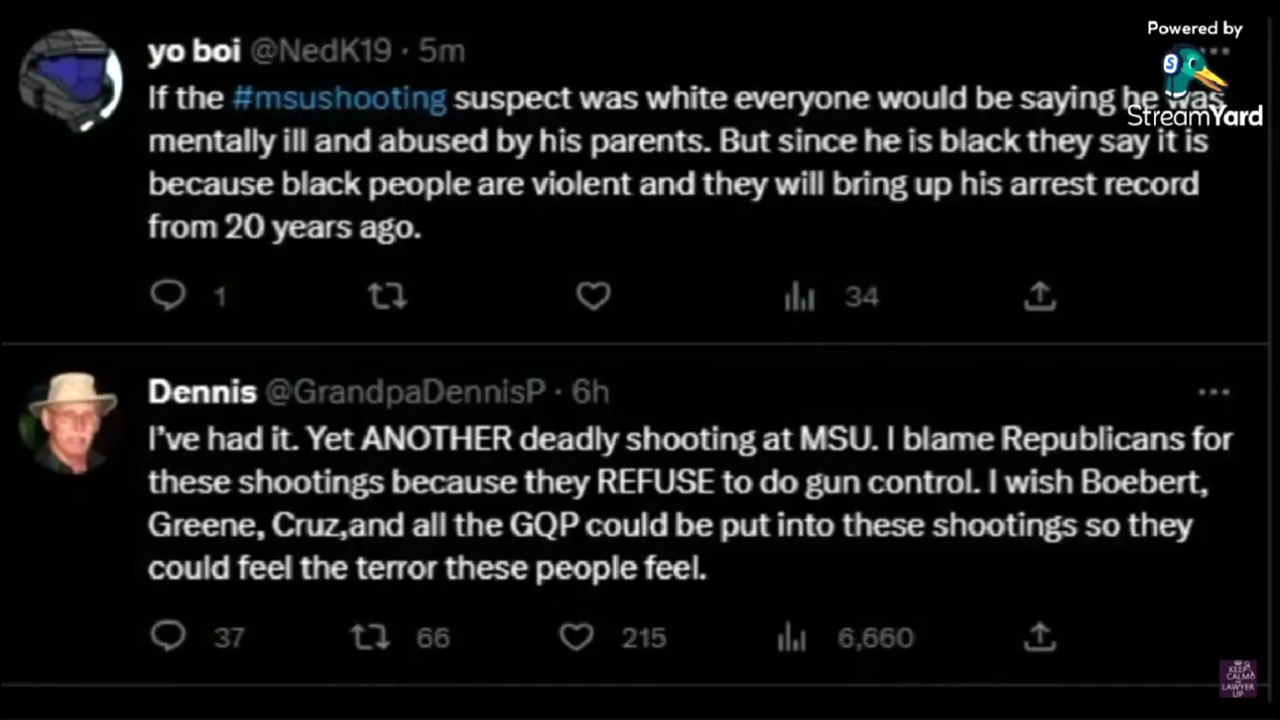 Powered by
StreamYard
yo boi @NedK19 · 5m
If the #msushooting suspect was white everyone would be saying he was
mentally ill and abused by his parents. But since he is black they say it is
because black people are violent and they will bring up his arrest record
from 20 years ago.
1 34
Dennis @GrandpaDennisP · 6h
I've had it. Yet ANOTHER deadly shooting at MSU. I blame Republicans for
these shootings because they REFUSE to do gun control. I wish Boebert,
Greene, Cruz,and all the GQP could be put into these shootings so they
could feel the terror these people feel.
37 66 215 6,660
KEEP
CALM
LAWYER
UP